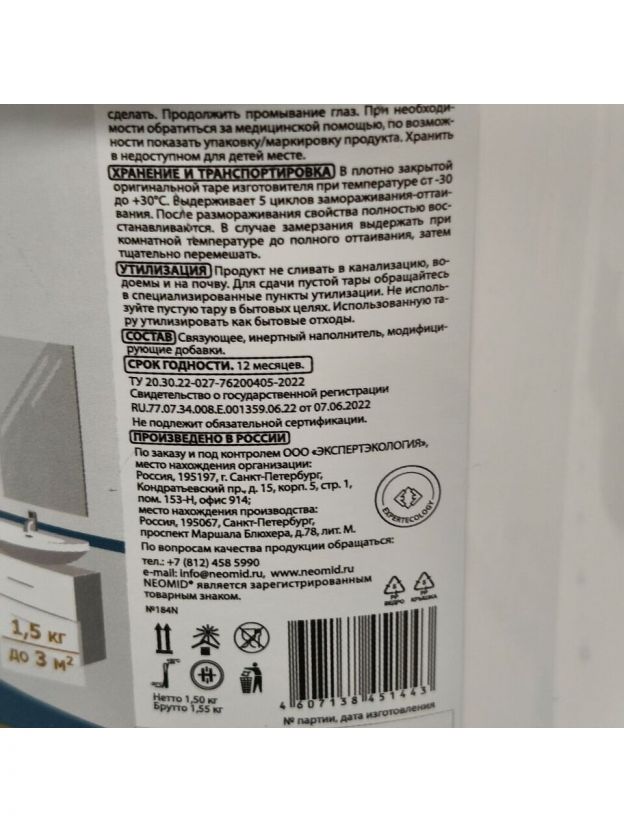 сделать. Продолжить промывание глаз. При необходи-
мости обратиться за медицинской помощью, по возмож-
ности показать упаковку/маркировку продукта. Хранить
в недоступном для детей месте.
ХРАНЕНИЕ И ТРАНСПОРТИРОВКА В плотно закрытой
оригинальной таре изготовителя при температуре от -30
до +30°С. Выдерживает 5 циклов замораживания-оттаи-
вания. После размораживания свойства полностью вос-
станавливаются. В случае замерзания выдержать при
комнатной температуре до полного оттаивания, затем
тщательно перемешать.
УТИЛИЗАЦИЯ Продукт не сливать в канализацию, во-
доемы и на почву. Для сдачи пустой тары обращайтесь
в специализированные пункты утилизации. Не исполь-
зуйте пустую тару в бытовых целях. Использованную та-
ру утилизировать как бытовые отходы.
СОСТАВ Связующее, инертный наполнитель, модифици-
рующие добавки.
СРОК ГОДНОСТИ. 12 месяцев.
ТУ 20.30.22-027-76200405-2022
Свидетельство о государственной регистрации
RU.77.07.34.008.E.001359.06.22 от 07.06.2022
Не подлежит обязательной сертификации.
ПРОИЗВЕДЕНО В РОССИИ
По заказу и под контролем ООО «ЭКСПЕРТЭКОЛОГИЯ»,
место нахождения организации:
Россия, 195197, г. Санкт-Петербург,
Кондратьевский пр., д. 15, корп. 5, стр. 1,
пом. 153-Н, офис 914;
место нахождения производства:
Россия, 195067, Санкт-Петербург,
проспект Маршала Блюхера, д.78, лит. М.
EXPERTECOLOGY
По вопросам качества продукции обращаться:
тел.: +7 (812) 458 5990
e-mail: info@neomid.ru, www.neomid.ru
NEOMID® является зарегистрированным
товарным знаком.
№184N
PP
ВЕДРО
PP
КРЫШКА
1,5 кг
до 3 м²
Нетто 1,50 кг
Брутто 1,55 кг
4 607138 451443
№ партии, дата изготовления